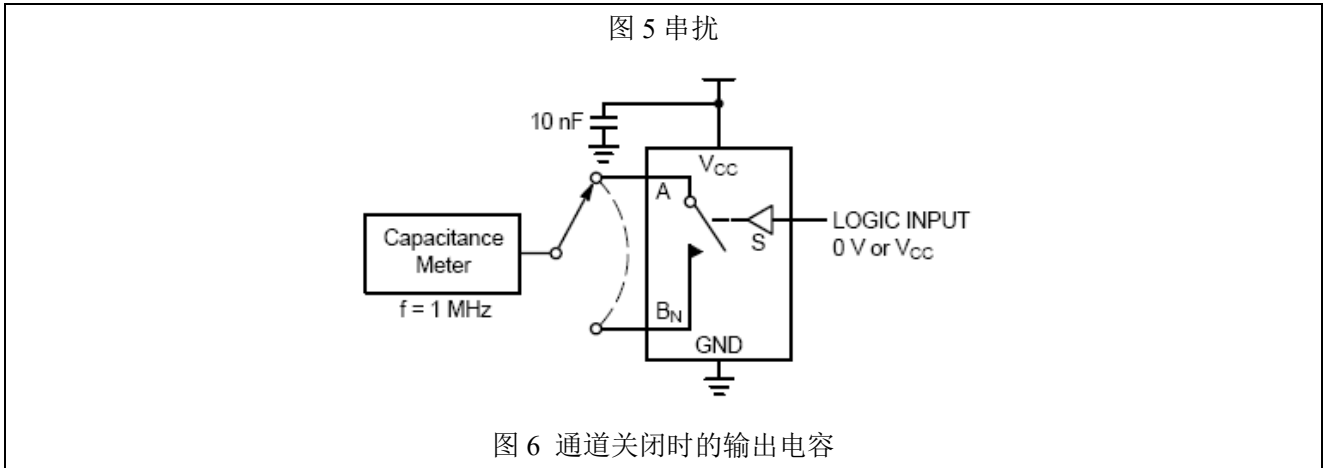 图 5 串扰
10 nF
VCC
A
Capacitance
Meter
f = 1 MHz
S
LOGIC INPUT
0 V or VCC
BN
GND
图 6 通道关闭时的输出电容